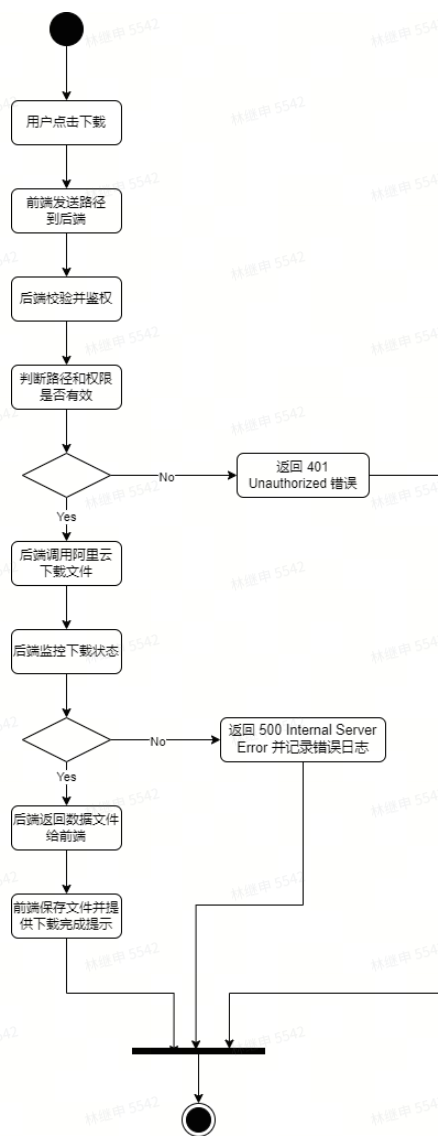 用户点击下载
前端发送路径
到后端
后端校验并鉴权
判断路径和权限
是否有效
No
返回 401
Unauthorized 错误
Yes
后端调用阿里云
下载文件
后端监控下载状态
No
返回 500 Internal Server
Error 并记录错误日志
Yes
后端返回数据文件
给前端
前端保存文件并提
供下载完成提示
林继申 5542